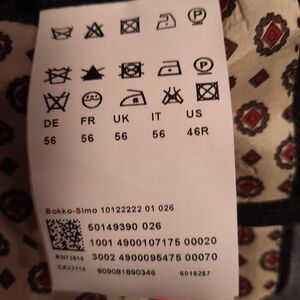 DE FR UK IT US
56 56 56 56 46R
Bokko-Simo 10122222 01 026
50149390 026
1001 4900107175 00020
RN73816 3002 4900095475 00070
CA33115 809081890346 6016287